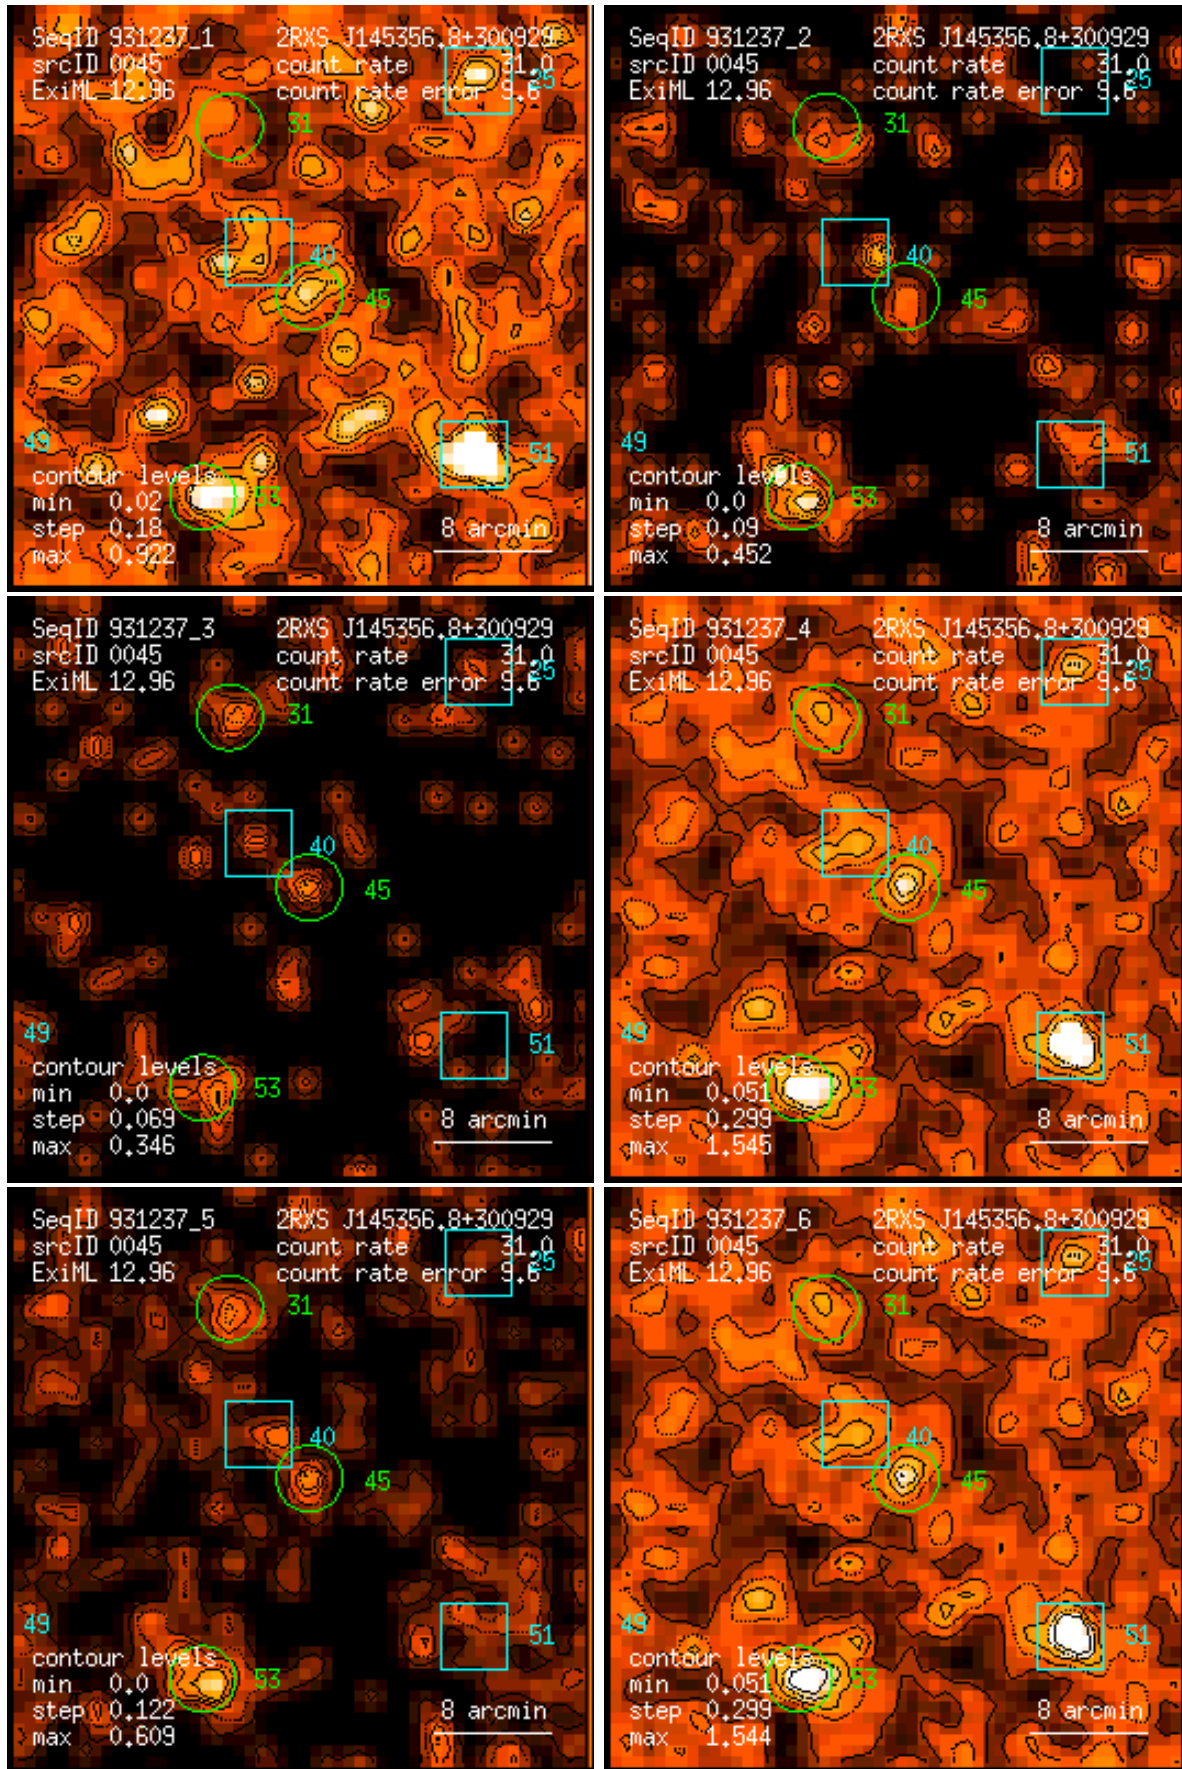 SeqID 931237_1 2RXS J145356.8+300929
srcID 0045 count rate 31.0
25
ExiML 12.96 count rate error 9.6
31
40
45
49
51
contour levels
min 0.02
53
step 0.18 8 arcmin
max 0.922
SeqID 931237_2 2RXS J145356.8+300929
srcID 0045 count rate 31.0
25
ExiML 12.96 count rate error 9.6
31
40
45
49
51
contour levels
min 0.0
53
step 0.09 8 arcmin
max 0.452
SeqID 931237_3 2RXS J145356.8+300929
srcID 0045 count rate 31.0
25
ExiML 12.96 count rate error 9.6
31
40
45
49
51
contour levels
min 0.0
53
step 0.069 8 arcmin
max 0.346
SeqID 931237_4 2RXS J145356.8+300929
srcID 0045 count rate 31.0
25
ExiML 12.96 count rate error 9.6
31
40
45
49
51
contour levels
min 0.051
53
step 0.299 8 arcmin
max 1.545
SeqID 931237_5 2RXS J145356.8+300929
srcID 0045 count rate 31.0
25
ExiML 12.96 count rate error 9.6
31
40
45
49
51
contour levels
min 0.0
53
step 0.122 8 arcmin
max 0.609
SeqID 931237_6 2RXS J145356.8+300929
srcID 0045 count rate 31.0
25
ExiML 12.96 count rate error 9.6
31
40
45
49
51
contour levels
min 0.051
53
step 0.299 8 arcmin
max 1.544